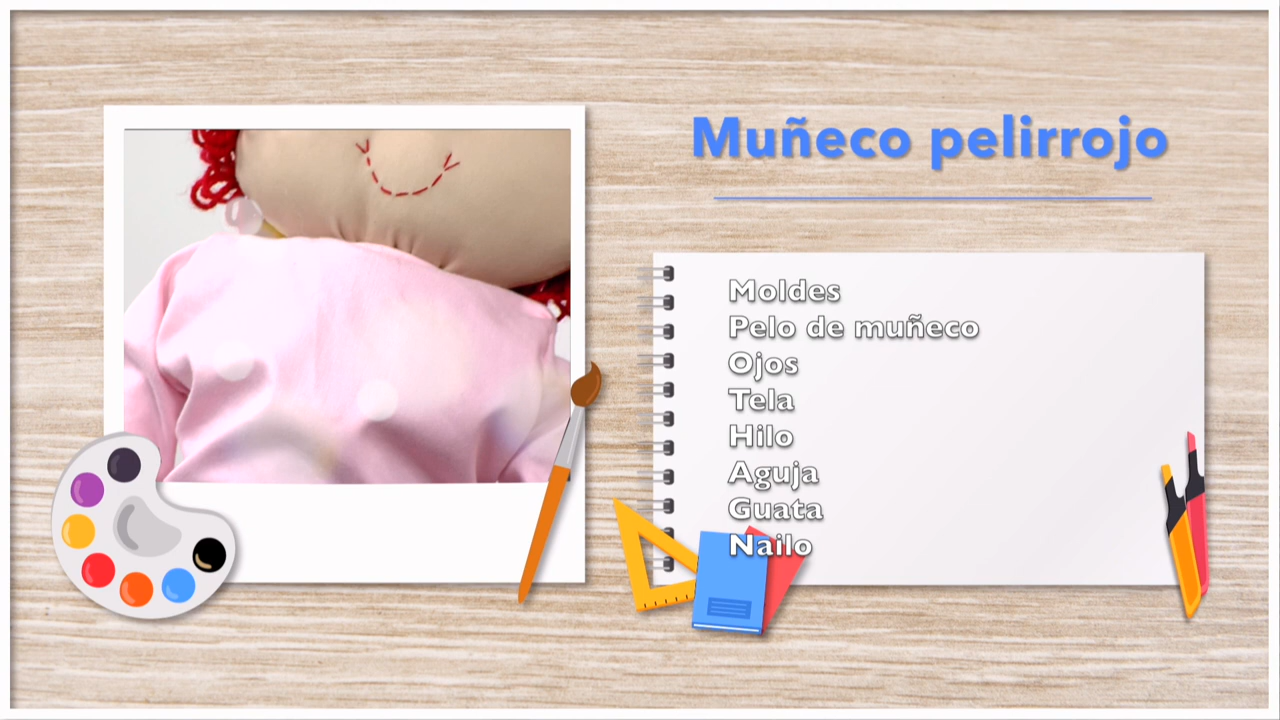 Muñeco pelirrojo
Moldes
Pelo de muñeco
Ojos
Tela
Hilo
Aguja
Guata
Nailo